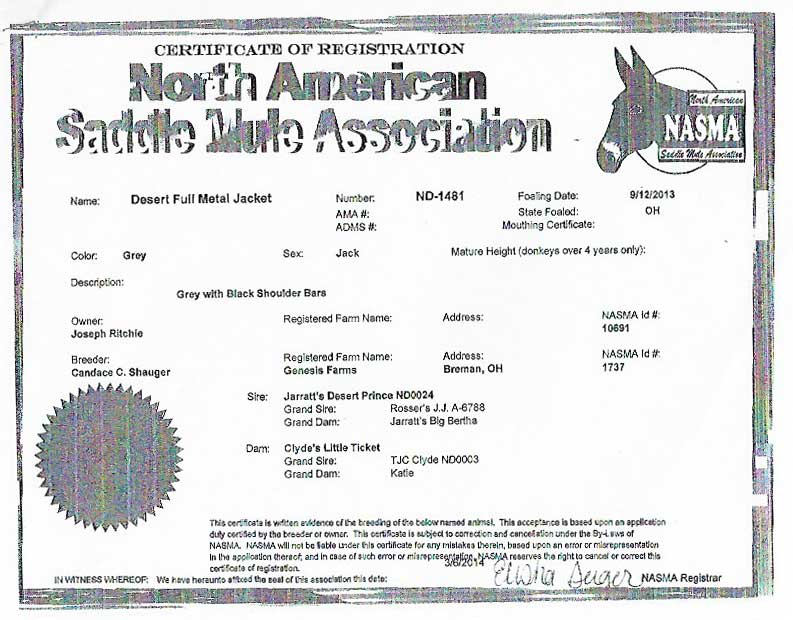 CERTIFICATE OF REGISTRATION
North American
Saddle Mule Association
North American
NASMA
Saddle Mule Association
Name: Desert Full Metal Jacket Number: ND-1481 Foaling Date: 9/12/2013
AMA #: State Foaled: OH
ADMS #: Mouthing Certificate:
Color: Grey Sex: Jack Mature Height (donkeys over 4 years only):
Description:
Grey with Black Shoulder Bars
Owner: Registered Farm Name: Address: NASMA Id #:
Joseph Ritchie 10691
Breeder: Registered Farm Name: Address: NASMA Id #:
Candace C. Shauger Genesis Farms Breman, OH 1737
Sire: Jarratt's Desert Prince ND0024
Grand Sire: Rosser's J.J. A-6788
Grand Dam: Jarratt's Big Bertha
Dam: Clyde's Little Ticket
Grand Sire: TJC Clyde ND0003
Grand Dam: Katie
This certificate is written evidence of the breeding of the below named animal. This acceptance is based upon an application
duty certified by the breeder or owner. This certificate is subject to correction and cancellation under the By-Laws of
NASMA. NASMA will not be liable under this certificate for any mistakes therein, based upon an error or misrepresentation
in the application thereof; and in case of such error or misrepresentation, NASMA reserves the right to cancel or correct this
certificate of registration.
3/6/2014
IN WITNESS WHEREOF: We have hereunto affixed the seal of this association this date: NASMA Registrar